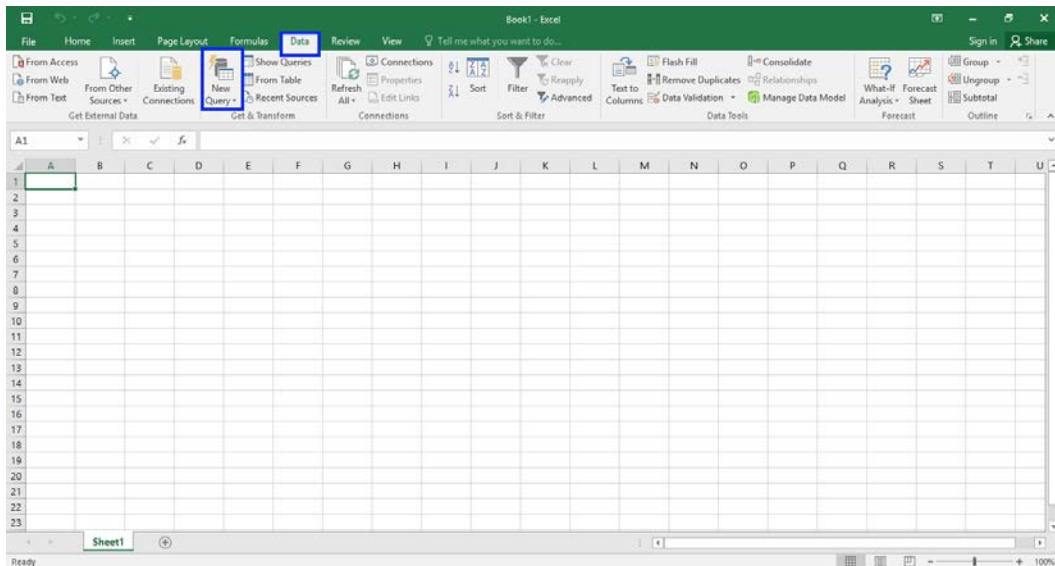 Book1 - Excel
File Home Insert Page Layout Formulas Data Review View Tell me what you want to do... Sign in Share
From Access
From Web
From Text
From Other Sources
Existing Connections
Get External Data
New Query
Show Queries
From Table
Recent Sources
Get & Transform
Refresh All
Connections
Properties
Edit Links
Connections
Sort
Filter
Clear
Reapply
Advanced
Sort & Filter
Text to Columns
Flash Fill
Remove Duplicates
Data Validation
Consolidate
Relationships
Manage Data Model
Data Tools
What-If Analysis
Forecast Sheet
Forecast
Group
Ungroup
Subtotal
Outline
A1 fx
A B C D E F G H I J K L M N O P Q R S T U
1
2
3
4
5
6
7
8
9
10
11
12
13
14
15
16
17
18
19
20
21
22
23
Sheet1
Ready 100%